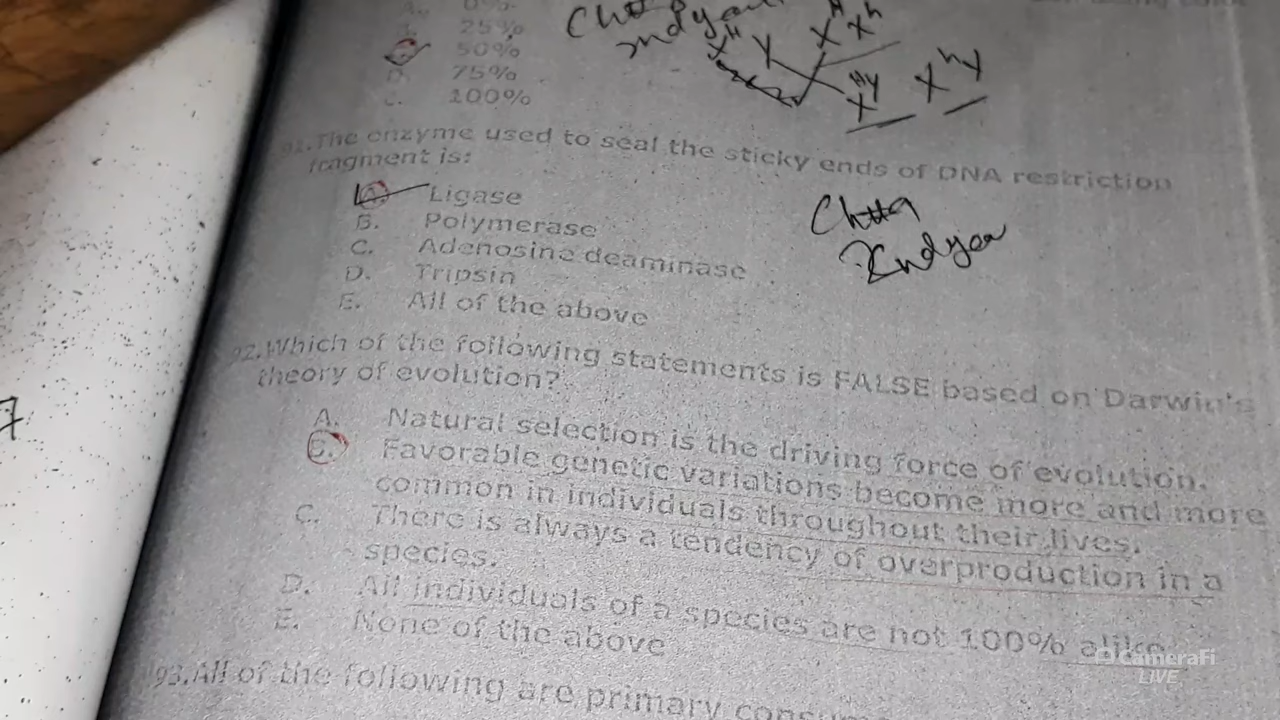 A. 0%
25%
50%
D. 75%
100%
X Y
91.The enzyme used to seal the sticky ends of DNA restriction
fragment is:
A. Ligase
B. Polymerase
C. Adenosine deaminase
D. Tripsin
E. All of the above
92.Which of the following statements is FALSE based on Darwin's
theory of evolution?
A. Natural selection is the driving force of evolution.
B. Favorable genetic variations become more and more
common in individuals throughout their lives.
C. There is always a tendency of overproduction in a
species.
D. All individuals of a species are not 100% alike.
E. None of the above
93.All of the following are primary
CameraFi
LIVE
7